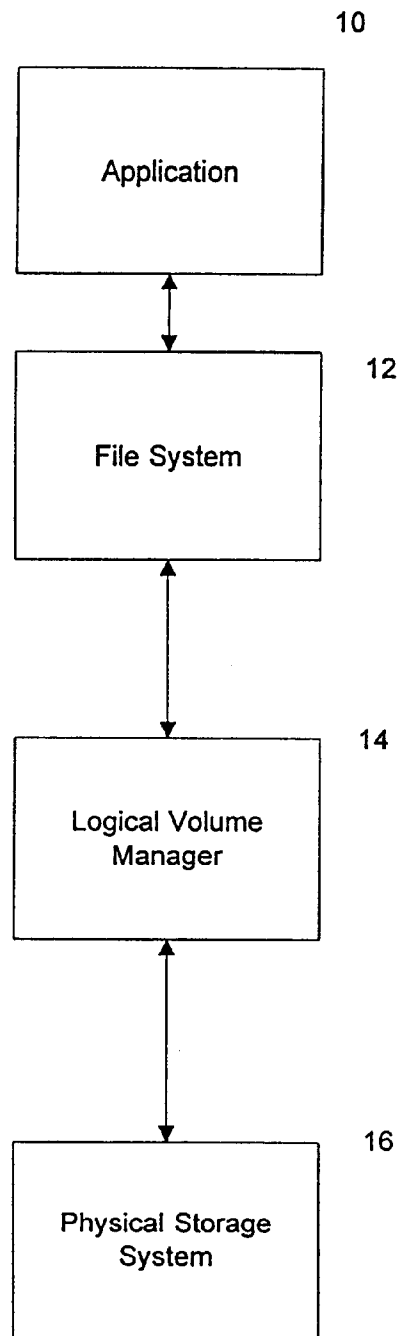 10
Application
12
File System
14
Logical Volume
Manager
16
Physical Storage
System